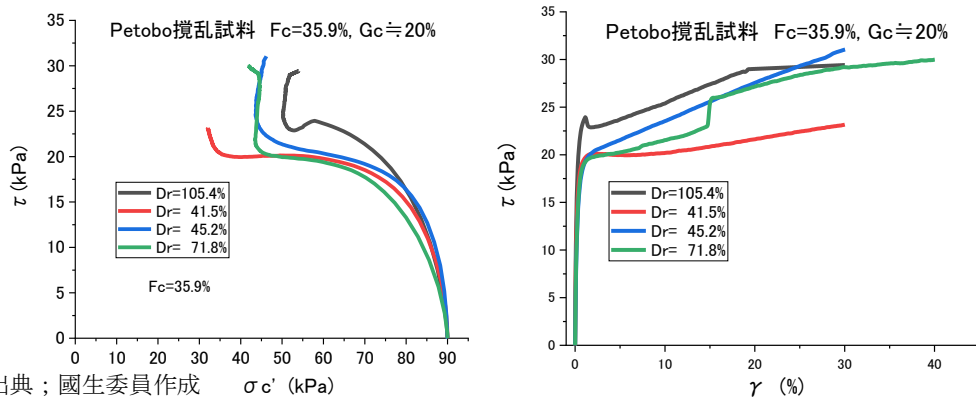 Petobo撹乱試料 Fc=35.9%, Gc≒20%
τ (kPa)
35
30
25
20
15
10
5
0
Dr=105.4%
Dr= 41.5%
Dr= 45.2%
Dr= 71.8%
Fc=35.9%
0 10 20 30 40 50 60 70 80 90
σc' (kPa)
出典；國生委員作成
Petobo撹乱試料 Fc=35.9%, Gc≒20%
τ (kPa)
35
30
25
20
15
10
5
0
Dr=105.4%
Dr= 41.5%
Dr= 45.2%
Dr= 71.8%
0 10 20 30 40
γ (%)